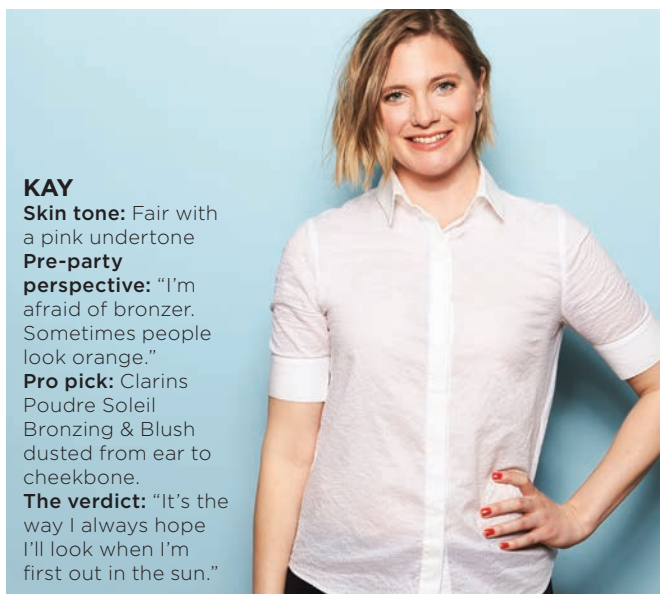 KAY
Skin tone: Fair with
a pink undertone
Pre-party
perspective: “I’m
afraid of bronzer.
Sometimes people
look orange.”
Pro pick: Clarins
Poudre Soleil
Bronzing & Blush
dusted from ear to
cheekbone.
The verdict: “It’s the
way I always hope
I’ll look when I’m
first out in the sun.”